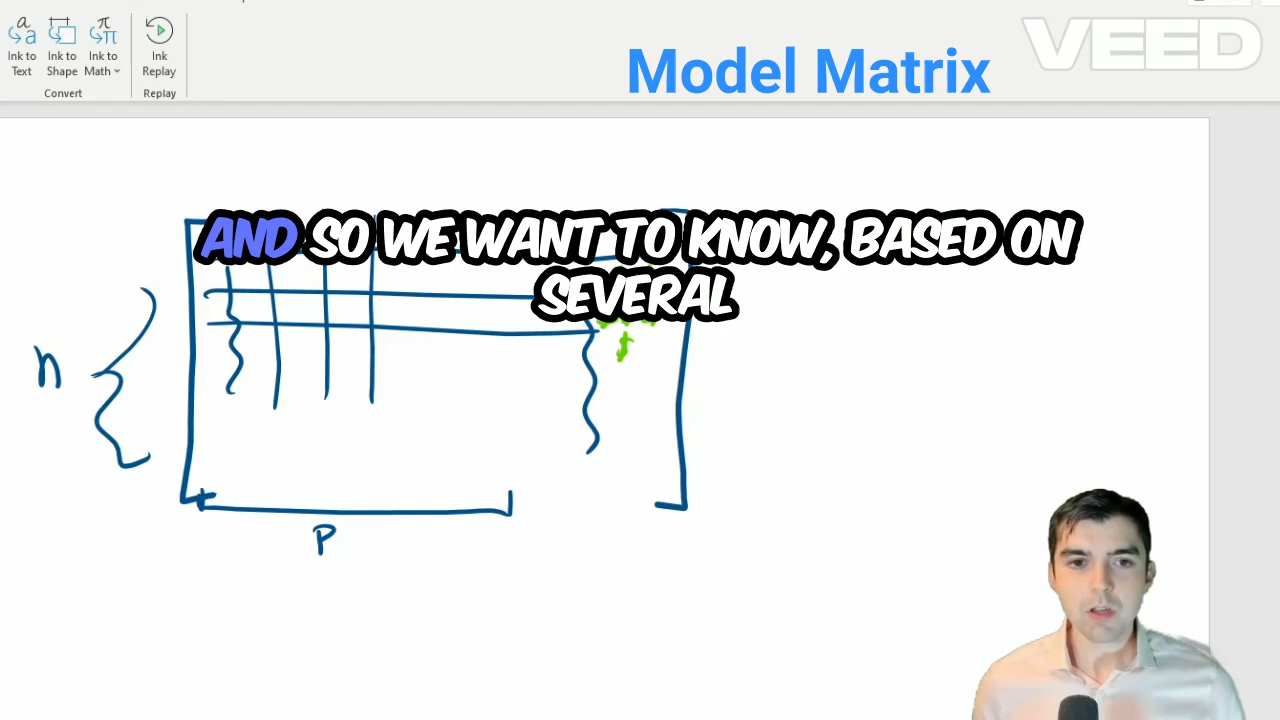 Ink to Text
Ink to Shape
Ink to Math
Ink Replay
Convert
Replay
Model Matrix
VEED
AND SO WE WANT TO KNOW, BASED ON
SEVERAL
n
P